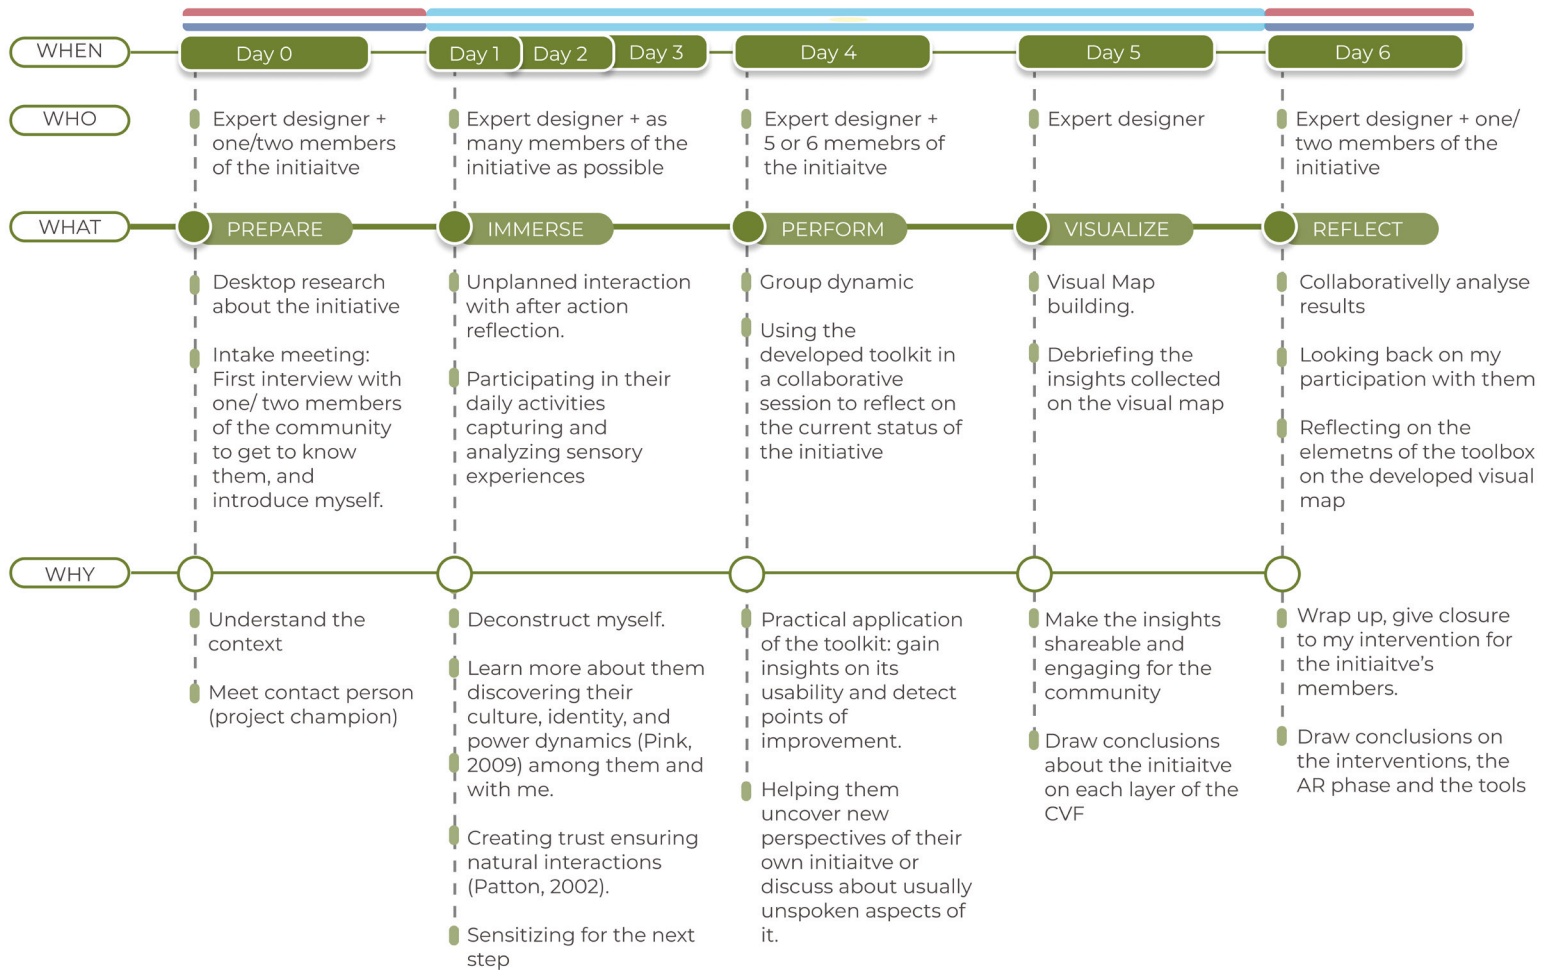 WHEN
Day 0
Day 1
Day 2
Day 3
Day 4
Day 5
Day 6
WHO
Expert designer +
one/two members
of the initiaitve
Expert designer + as
many members of the
initiative as possible
Expert designer +
5 or 6 memebrs of
the initiaitve
Expert designer
Expert designer + one/
two members of the
initiative
WHAT
PREPARE
IMMERSE
PERFORM
VISUALIZE
REFLECT
Desktop research
about the initiative
Intake meeting:
First interview with
one/ two members
of the community
to get to know
them, and
introduce myself.
Unplanned interaction
with after action
reflection.
Participating in their
daily activities
capturing and
analyzing sensory
experiences
Group dynamic
Using the
developed toolkit in
a collaborative
session to reflect on
the current status of
the initiative
Visual Map
building.
Debriefing the
insights collected
on the visual map
Collaborativelly analyse
results
Looking back on my
participation with them
Reflecting on the
elemetns of the toolbox
on the developed visual
map
WHY
Understand the
context
Meet contact person
(project champion)
Deconstruct myself.
Learn more about them
discovering their
culture, identity, and
power dynamics (Pink,
2009) among them and
with me.
Creating trust ensuring
natural interactions
(Patton, 2002).
Sensitizing for the next
step
Practical application
of the toolkit: gain
insights on its
usability and detect
points of
improvement.
Helping them
uncover new
perspectives of their
own initiaitve or
discuss about usually
unspoken aspects of
it.
Make the insights
shareable and
engaging for the
community
Draw conclusions
about the initiaitve
on each layer of the
CVF
Wrap up, give closure
to my intervention for
the initiaitve's
members.
Draw conclusions on
the interventions, the
AR phase and the tools